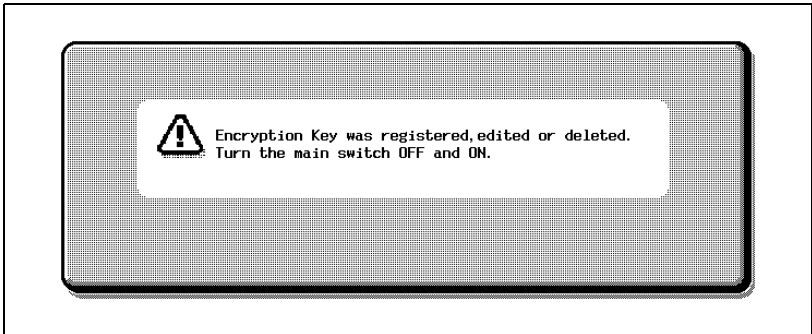 Encryption Key was registered,edited or deleted.
Turn the main switch OFF and ON.